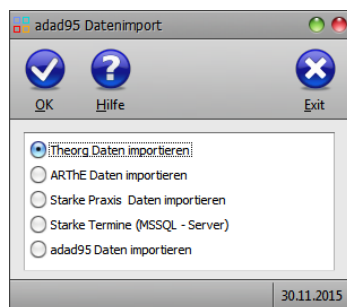 adad95 Datenimport
OK Hilfe Exit
Theorg Daten importieren
ARThE Daten importieren
Starke Praxis  Daten importieren
Starke Termine (MSSQL - Server)
adad95 Daten importieren
30.11.2015